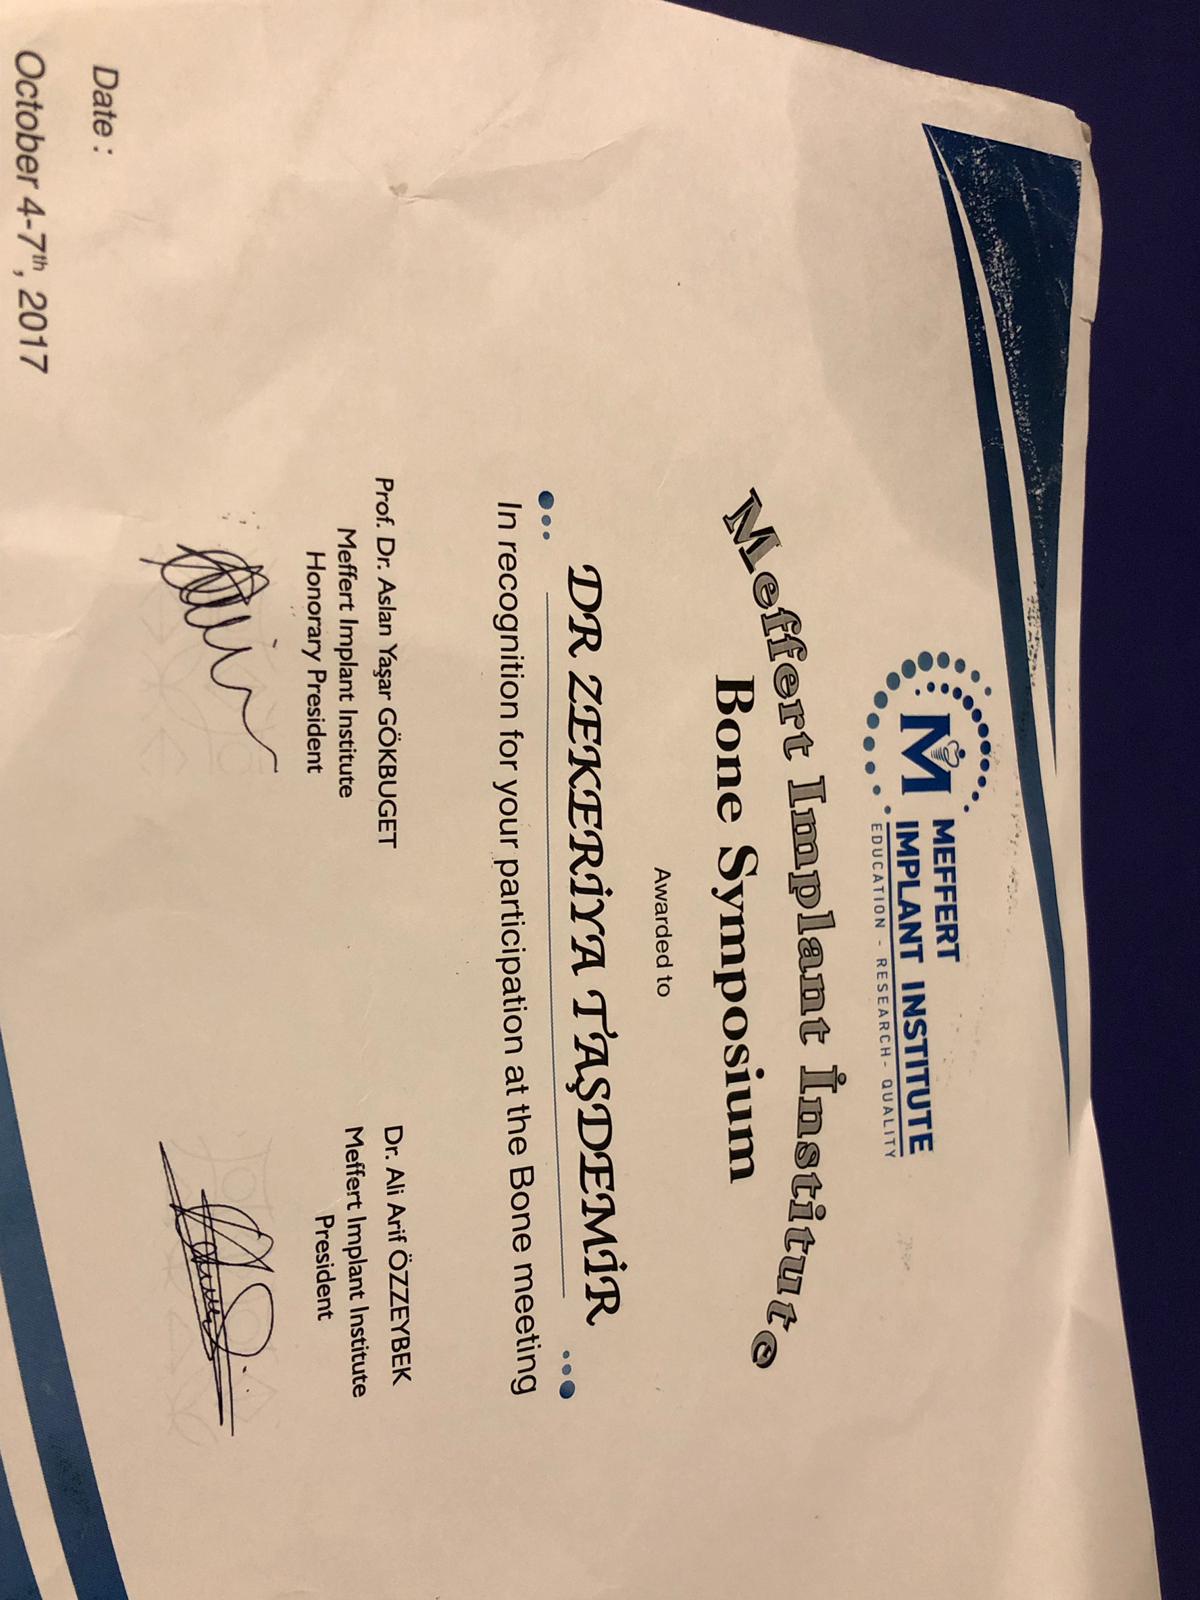 MEFFERT
IMPLANT INSTITUTE
EDUCATION - RESEARCH - QUALITY
Meffert Implant İnstitute
Bone Symposium
Awarded to
DR ZEKERİYA TAŞDEMİR
In recognition for your participation at the Bone meeting
Prof. Dr. Aslan Yaşar GÖKBUGET
Meffert Implant Institute
Honorary President
Dr. Ali Arif ÖZZEYBEK
Meffert Implant Institute
President
Date :
October 4-7th, 2017